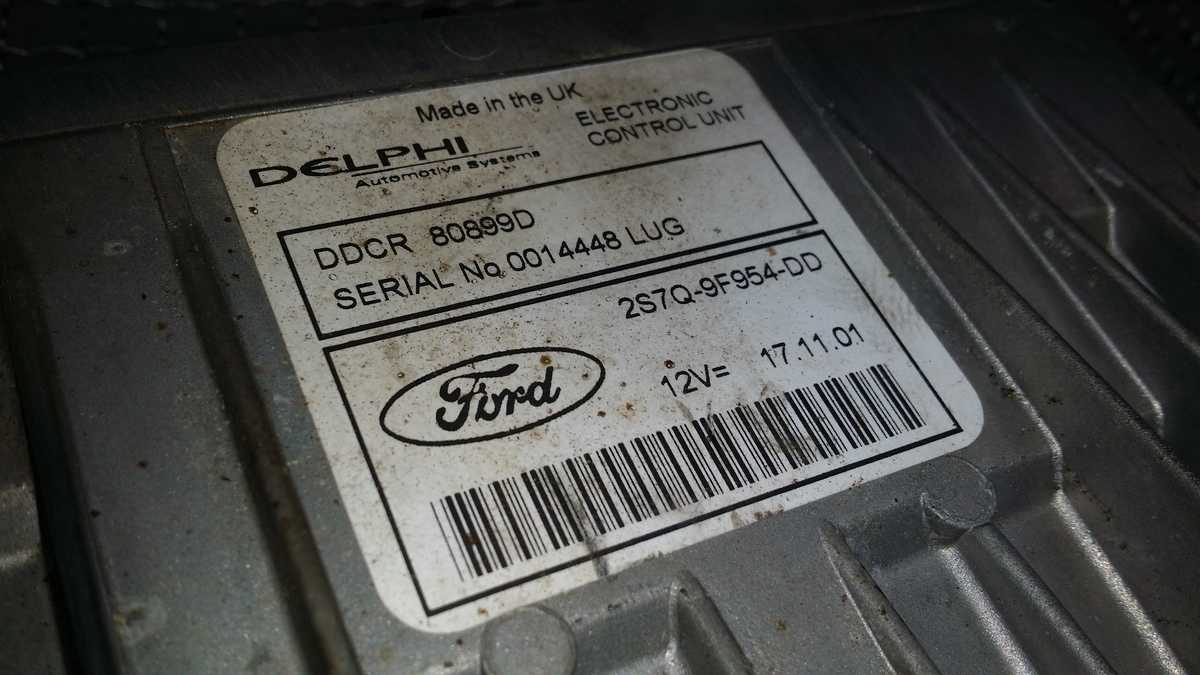 Made in the UK
DELPHI
Automotive Systems
ELECTRONIC
CONTROL UNIT
DDCR 80899D
SERIAL No 0014448 LUG
2S7Q-9F954-DD
Ford
12V= 17.11.01